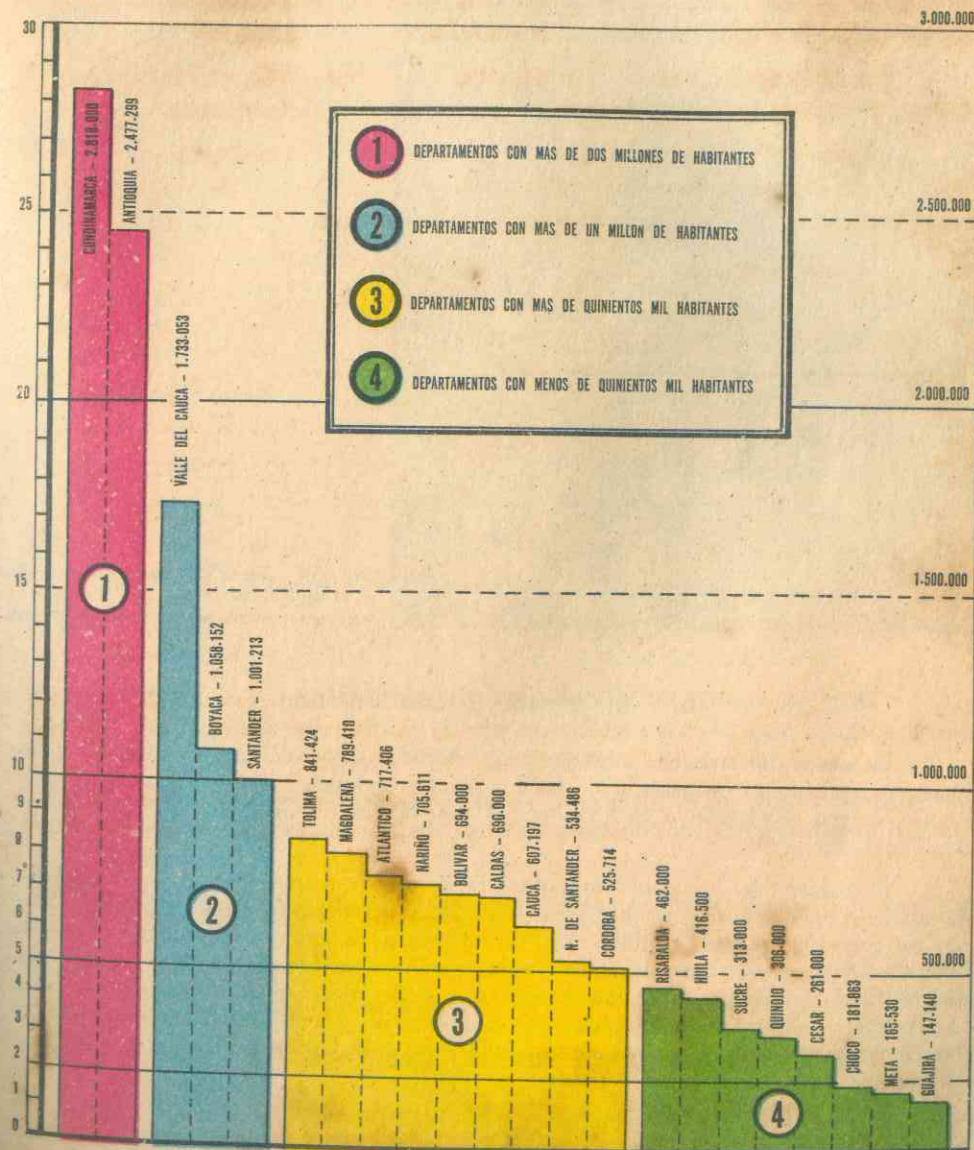 30
25
20
15
10
9
8
7
6
5
4
3
2
1
0
3.000.000
2.500.000
2.000.000
1.500.000
1.000.000
500.000
1 DEPARTAMENTOS CON MAS DE DOS MILLONES DE HABITANTES
2 DEPARTAMENTOS CON MAS DE UN MILLON DE HABITANTES
3 DEPARTAMENTOS CON MAS DE QUINIENTOS MIL HABITANTES
4 DEPARTAMENTOS CON MENOS DE QUINIENTOS MIL HABITANTES
CUNDINAMARCA - 2.818.000
ANTIOQUIA - 2.477.299
1
VALLE DEL CAUCA - 1.733.053
BOYACA - 1.058.152
SANTANDER - 1.001.213
2
TOLIMA - 841.424
MAGDALENA - 789.410
ATLANTICO - 717.406
NARIÑO - 705.611
BOLIVAR - 694.000
CALDAS - 690.000
CAUCA - 607.197
N. DE SANTANDER - 534.486
CORDOBA - 525.714
3
RISARALDA - 462.000
HUILA - 416.500
SUCRE - 313.000
QUINDIO - 306.000
CESAR - 261.000
CHOCO - 181.863
META - 165.530
GUAJIRA - 147.140
4